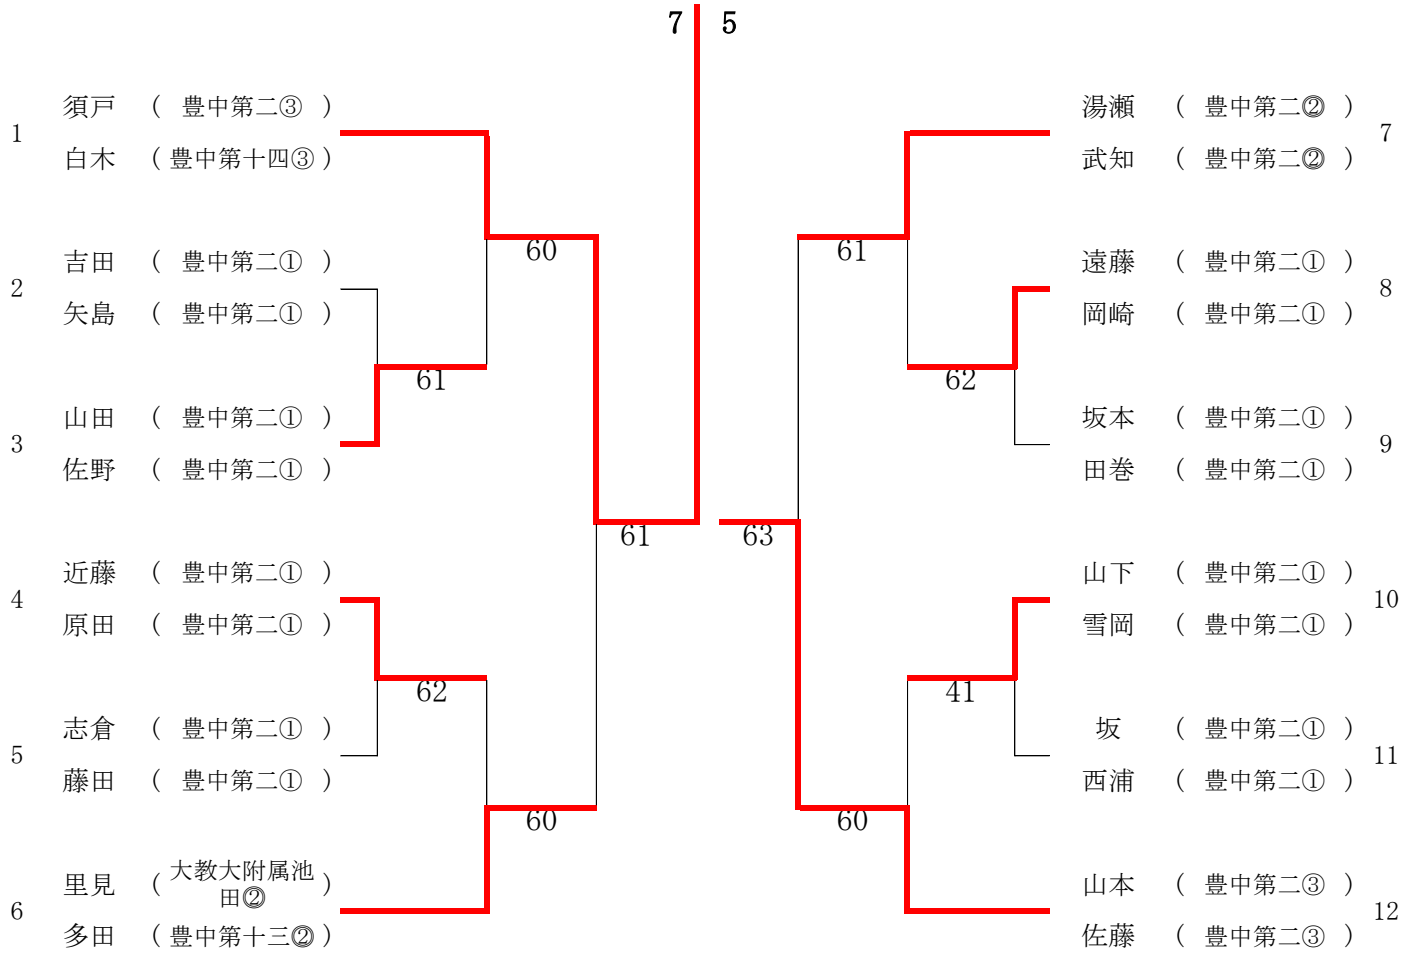 7 5
1 須戸 ( 豊中第二③ )
白木 ( 豊中第十四③ )
2 吉田 ( 豊中第二① )
矢島 ( 豊中第二① )
3 山田 ( 豊中第二① )
佐野 ( 豊中第二① )
4 近藤 ( 豊中第二① )
原田 ( 豊中第二① )
5 志倉 ( 豊中第二① )
藤田 ( 豊中第二① )
6 里見 ( 大教大附属池
田② )
多田 ( 豊中第十三② )
60
61
61
62
60
湯瀬 ( 豊中第二② ) 7
武知 ( 豊中第二② )
遠藤 ( 豊中第二① ) 8
岡崎 ( 豊中第二① )
坂本 ( 豊中第二① ) 9
田巻 ( 豊中第二① )
山下 ( 豊中第二① ) 10
雪岡 ( 豊中第二① )
坂 ( 豊中第二① ) 11
西浦 ( 豊中第二① )
山本 ( 豊中第二③ ) 12
佐藤 ( 豊中第二③ )
61
62
63
41
60